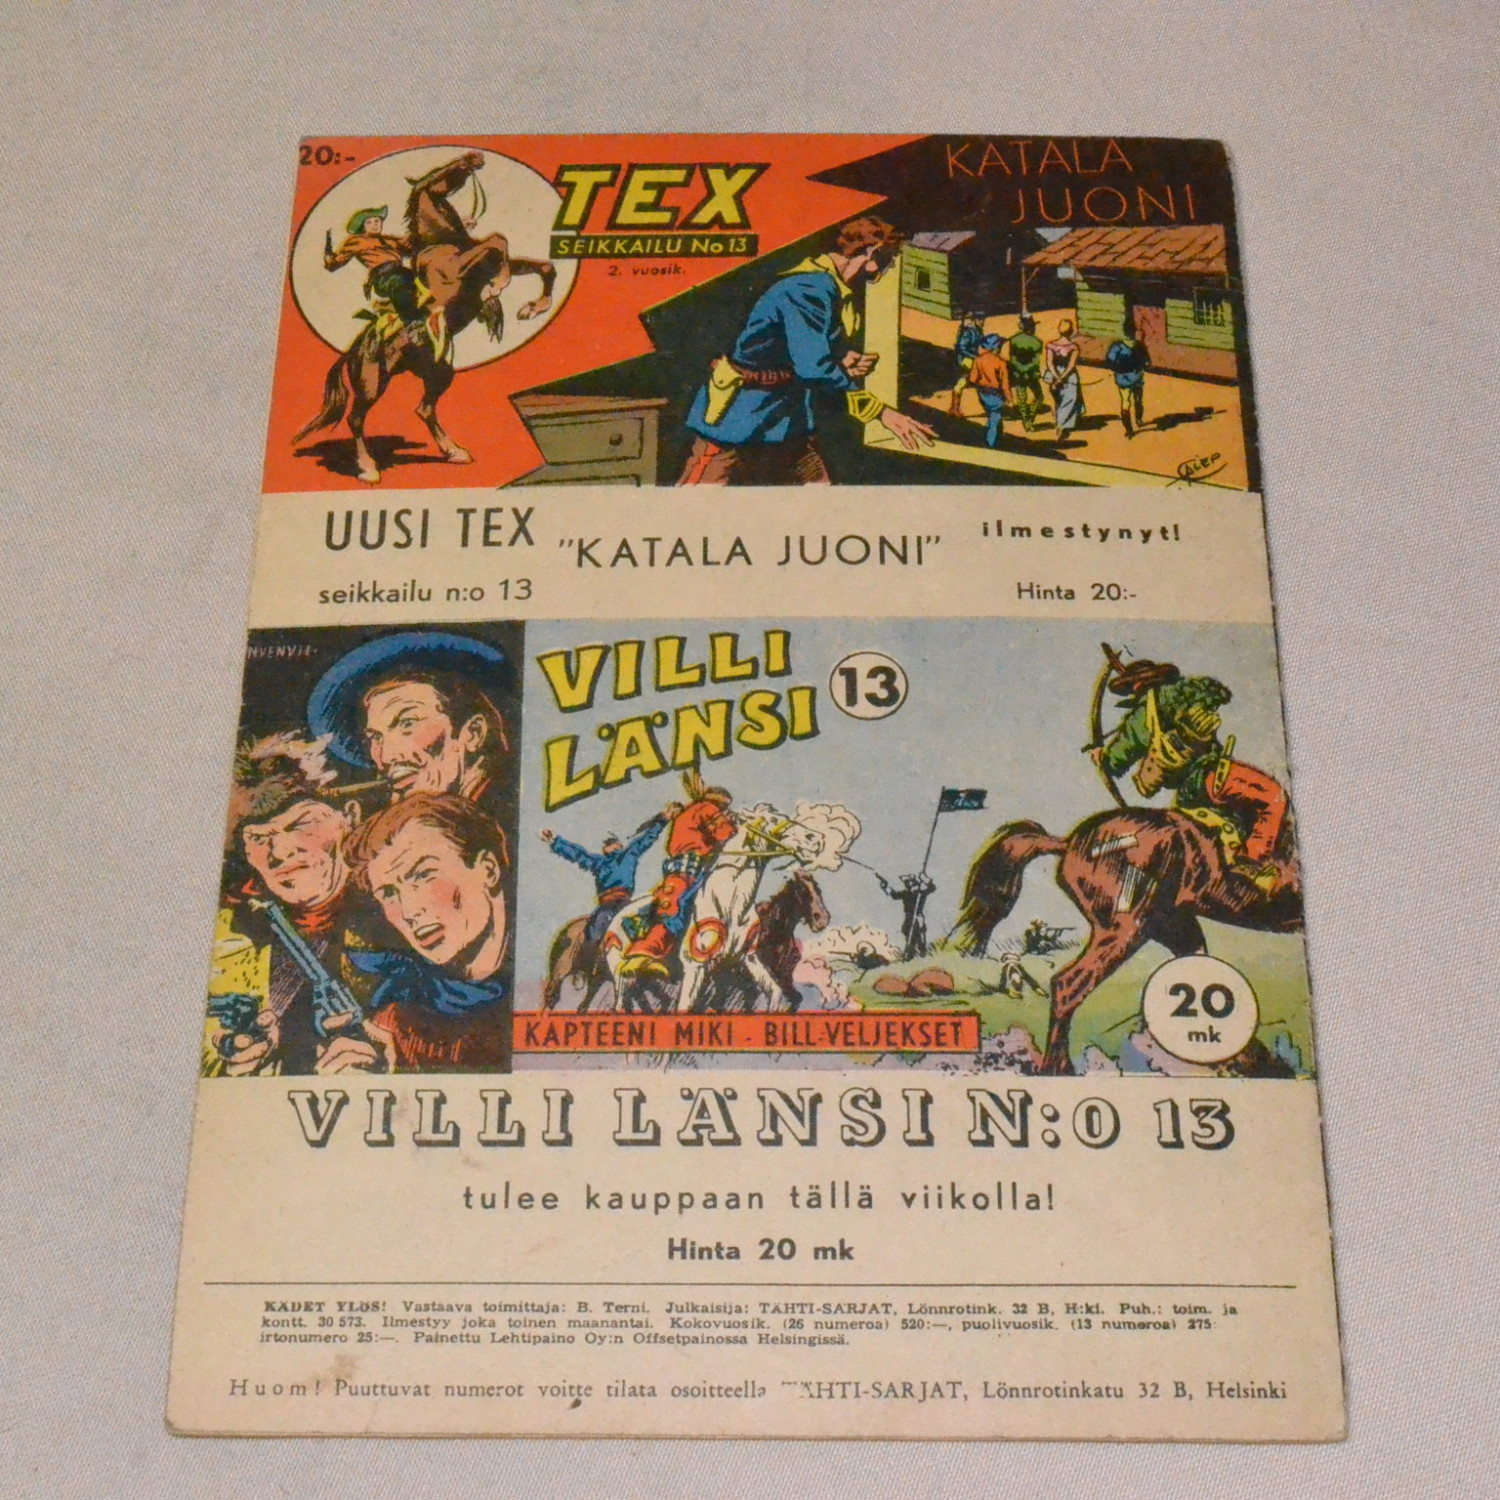 20:-
TEX
SEIKKAILU No 13
2. vuosik.
KATALA
JUONI
UUSI TEX "KATALA JUONI" ilmestynyt!
seikkailu n:o 13 Hinta 20:-
VILLI
LÄNSI 13
KAPTEENI MIKI - BILL-VELJEKSET
20
mk
VILLI LÄNSI N:O 13
tulee kauppaan tällä viikolla!
Hinta 20 mk
KÄDET YLÖS! Vastaava toimittaja: B. Terni. Julkaisija: TÄHTI-SARJAT, Lönnrotink. 32 B, H:ki. Puh.: toim. ja
kontt. 30 573. Ilmestyy joka toinen maanantai. Kokovuosik. (26 numeroa) 520:—, puolivuosik. (13 numeroa) 275:
irtonumero 25:—. Painettu Lehtipaino Oy:n Offsetpainossa Helsingissä.
Huom! Puuttuvat numerot voitte tilata osoitteella TÄHTI-SARJAT, Lönnrotinkatu 32 B, Helsinki